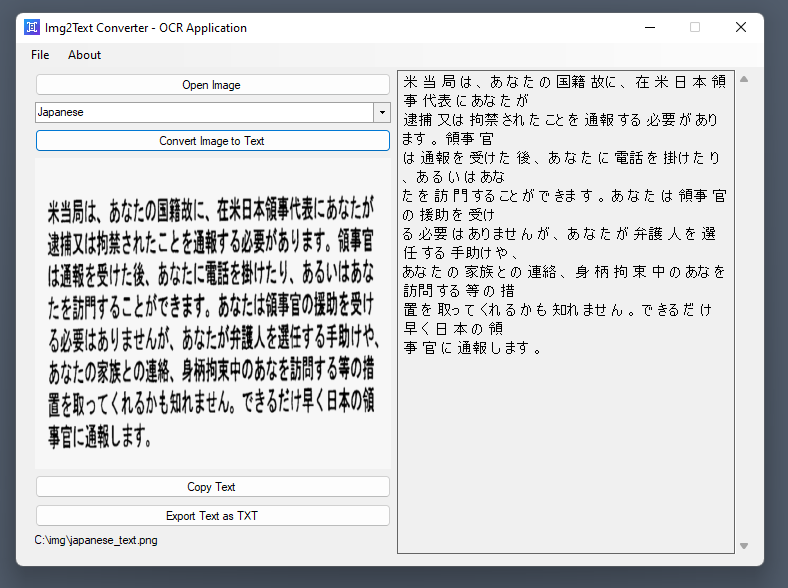 Img2Text Converter - OCR Application
File About
Open Image
Japanese
Convert Image to Text
米当局は、あなたの国籍故に、在米日本領事代表にあなたが
逮捕又は拘禁されたことを通報する必要があります。領事官
は通報を受けた後、あなたに電話を掛けたり、あるいはあな
たを訪門することができます。あなたは領事官の援助を受け
る必要はありませんが、あなたが弁護人を選任する手助けや、
あなたの家族との連絡、身柄拘束中のあなを訪問する等の措
置を取ってくれるかも知れません。できるだけ早く日本の領
事官に通報します。
Copy Text
Export Text as TXT
C:\img\japanese_text.png
米 当 局 は 、あ な た の 国籍 故に 、在 米 日 本 領
事 代表 に あな た が
逮捕 又は 拘禁 された ことを 通報 する 必要 が あり
ます 。領事 官
は 通報 を 受けた 後 、あ な た に 電話 を 掛けた り
、ある い は あな
た を 訪 門 する ことが で きま す 。あ な た は 領事 官
の 援助 を 受け
る 必要 は ありませ ん が 、あ な た が 弁護 人 を 選
任 する 手助け や 、
あな た の 家族 との 連絡 、身 柄 拘 束 中 の あな を
訪問 する 等 の 措
置 を 取って くれる か も 知れ ません 。で きる だ け
早 く 日 本 の 領
事 官 に 通報 し ます 。